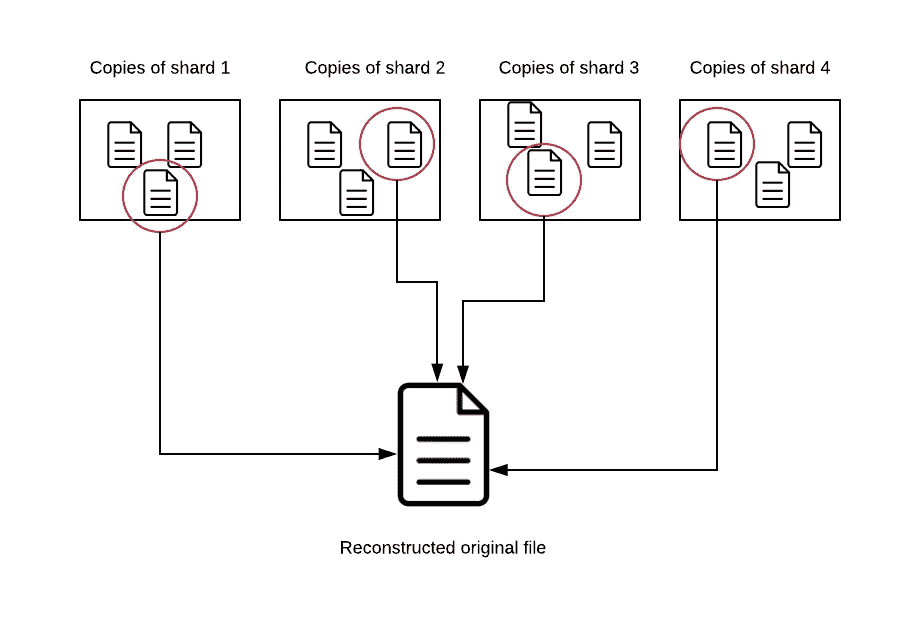 Copies of shard 1
Copies of shard 2
Copies of shard 3
Copies of shard 4
Reconstructed original file